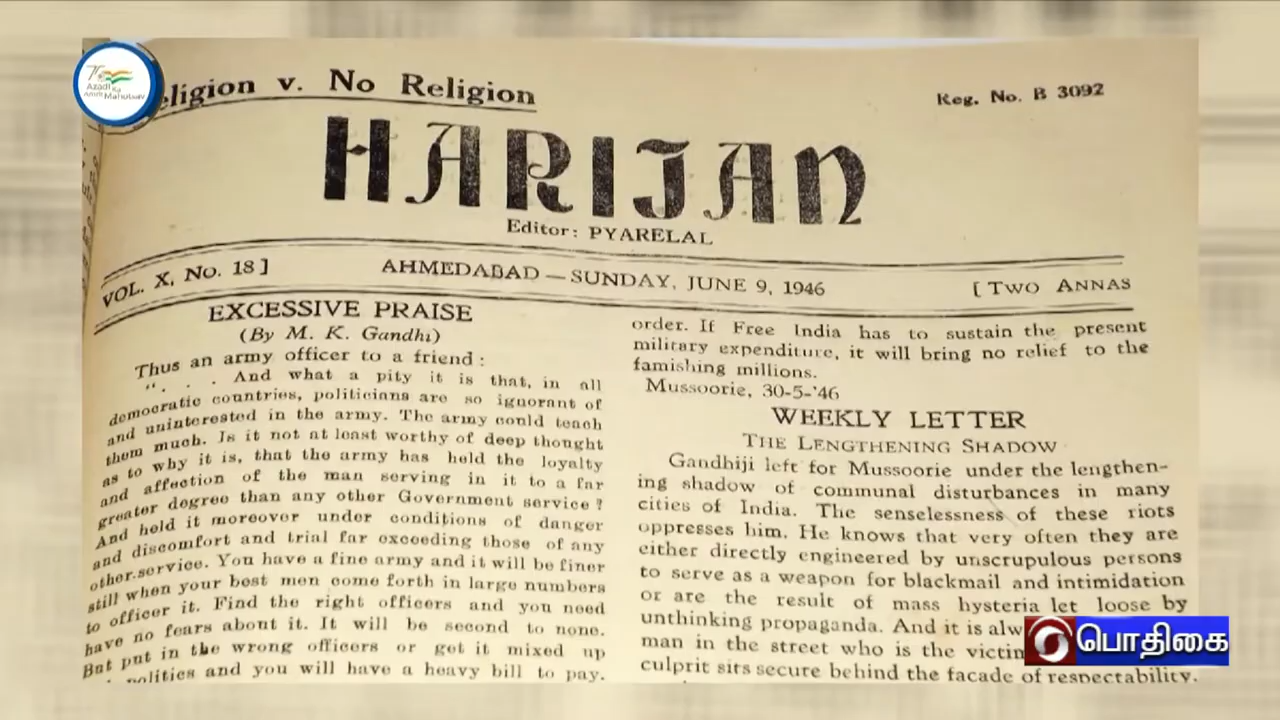 75
Azadi Ka
Amrit Mahotsav
eligion v. No Religion
Reg. No. B 3092
HARIJAN
Editor: PYARELAL
VOL. X, No. 18 ]
AHMEDABAD — SUNDAY, JUNE 9, 1946
[ TWO ANNAS
EXCESSIVE PRAISE
(By M. K. Gandhi)
Thus an army officer to a friend :
“. . . And what a pity it is that, in all
democratic countries, politicians are so ignorant of
and uninterested in the army. The army could teach
them much. Is it not at least worthy of deep thought
as to why it is, that the army has held the loyalty
and affection of the man serving in it to a far
greater degree than any other Government service ?
And held it moreover under conditions of danger
and discomfort and trial far exceeding those of any
other service. You have a fine army and it will be finer
still when your best men come forth in large numbers
to officer it. Find the right officers and you need
have no fears about it. It will be second to none.
But put in the wrong officers or get it mixed up
politics and you will have a heavy bill to pay.
order. If Free India has to sustain the present
military expenditure, it will bring no relief to the
famishing millions.
Mussoorie, 30-5-'46
WEEKLY LETTER
THE LENGTHENING SHADOW
Gandhiji left for Mussoorie under the lengthen-
ing shadow of communal disturbances in many
cities of India. The senselessness of these riots
oppresses him. He knows that very often they are
either directly engineered by unscrupulous persons
to serve as a weapon for blackmail and intimidation
or are the result of mass hysteria let loose by
unthinking propaganda. And it is alw
man in the street who is the victin
culprit sits secure behind the facade of respectability.
பொதிகை